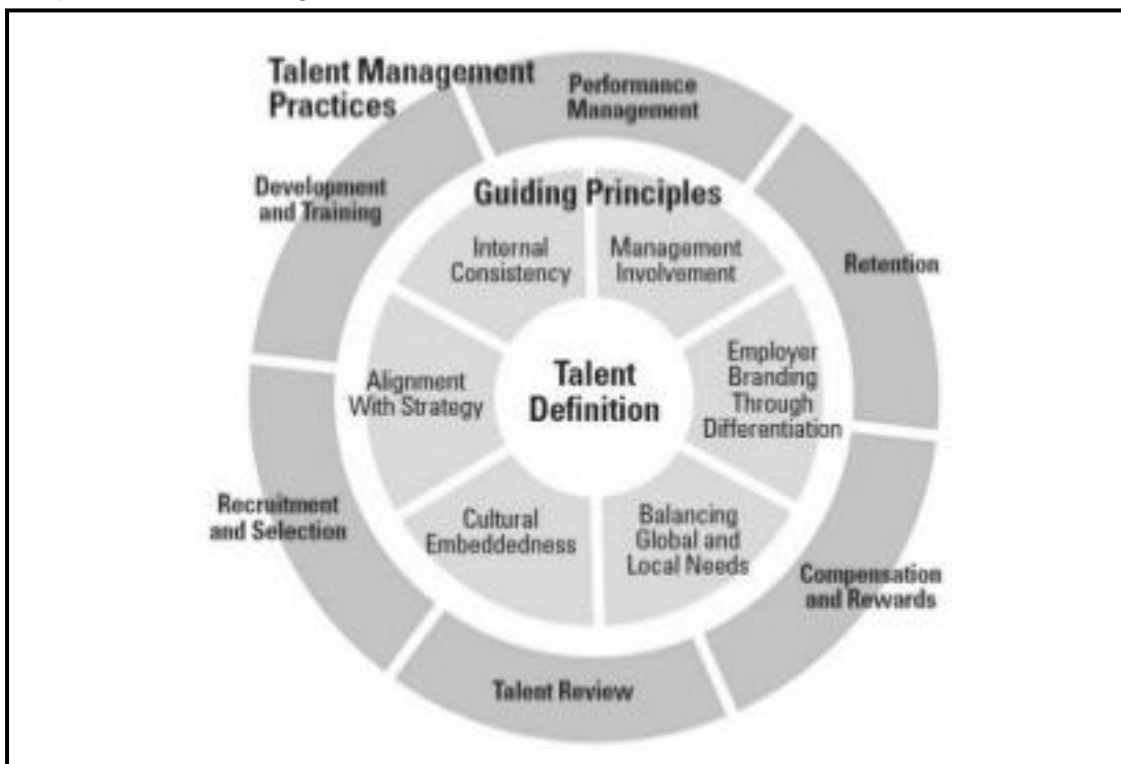 Talent Management
Practices
Performance
Management
Development
and Training
Guiding Principles
Internal
Consistency
Management
Involvement
Retention
Employer
Branding
Through
Differentiation
Talent
Definition
Alignment
With Strategy
Recruitment
and Selection
Cultural
Embeddedness
Balancing
Global and
Local Needs
Compensation
and Rewards
Talent Review